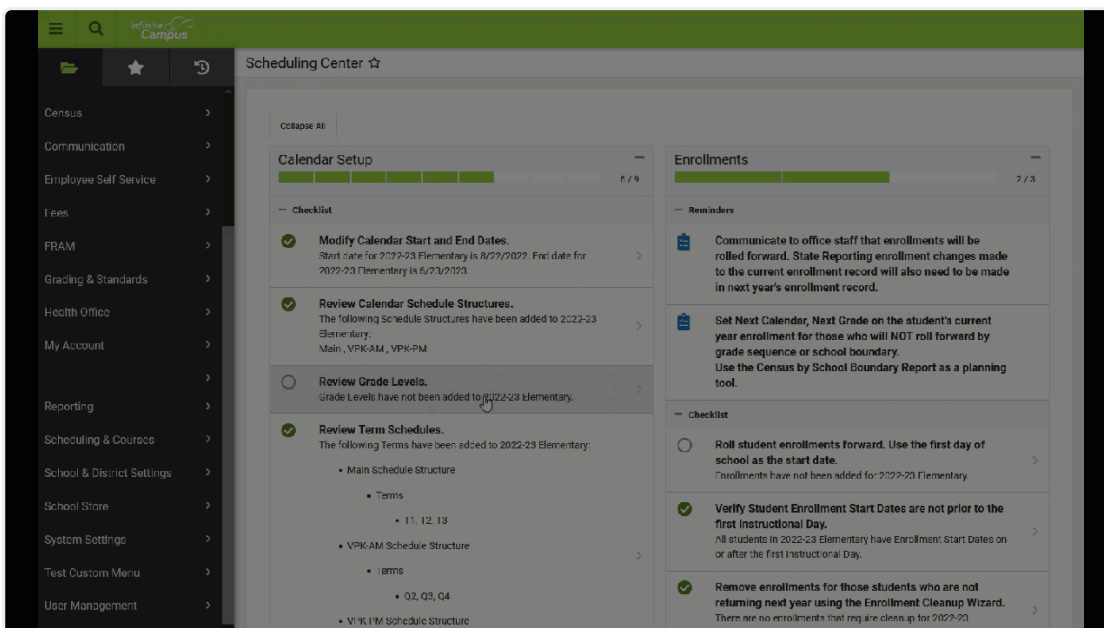 Infinite Campus
Scheduling Center
Census
Communication
Employee Self Service
Fees
FRAM
Grading & Standards
Health Office
My Account
Reporting
Scheduling & Courses
School & District Settings
School Store
System Settings
Test Custom Menu
User Management
Collapse All
Calendar Setup
6 / 9
Checklist
Modify Calendar Start and End Dates.
Start date for 2022-23 Elementary is 8/22/2022. End date for
2022-23 Elementary is 6/23/2023.
Review Calendar Schedule Structures.
The following Schedule Structures have been added to 2022-23
Elementary:
Main , VPK-AM , VPK-PM
Review Grade Levels.
Grade Levels have not been added to 2022-23 Elementary.
Review Term Schedules.
The following Terms have been added to 2022-23 Elementary:
• Main Schedule Structure
• Terms
• T1, T2, T3
• VPK-AM Schedule Structure
• Terms
• Q2, Q3, Q4
• VPK-PM Schedule Structure
Enrollments
2 / 3
Reminders
Communicate to office staff that enrollments will be
rolled forward. State Reporting enrollment changes made
to the current enrollment record will also need to be made
in next year's enrollment record.
Set Next Calendar, Next Grade on the student's current
year enrollment for those who will NOT roll forward by
grade sequence or school boundary.
Use the Census by School Boundary Report as a planning
tool.
Checklist
Roll student enrollments forward. Use the first day of
school as the start date.
Enrollments have not been added for 2022-23 Elementary.
Verify Student Enrollment Start Dates are not prior to the
first Instructional Day.
All students in 2022-23 Elementary have Enrollment Start Dates on
or after the first Instructional Day.
Remove enrollments for those students who are not
returning next year using the Enrollment Cleanup Wizard.
There are no enrollments that require cleanup for 2022-23